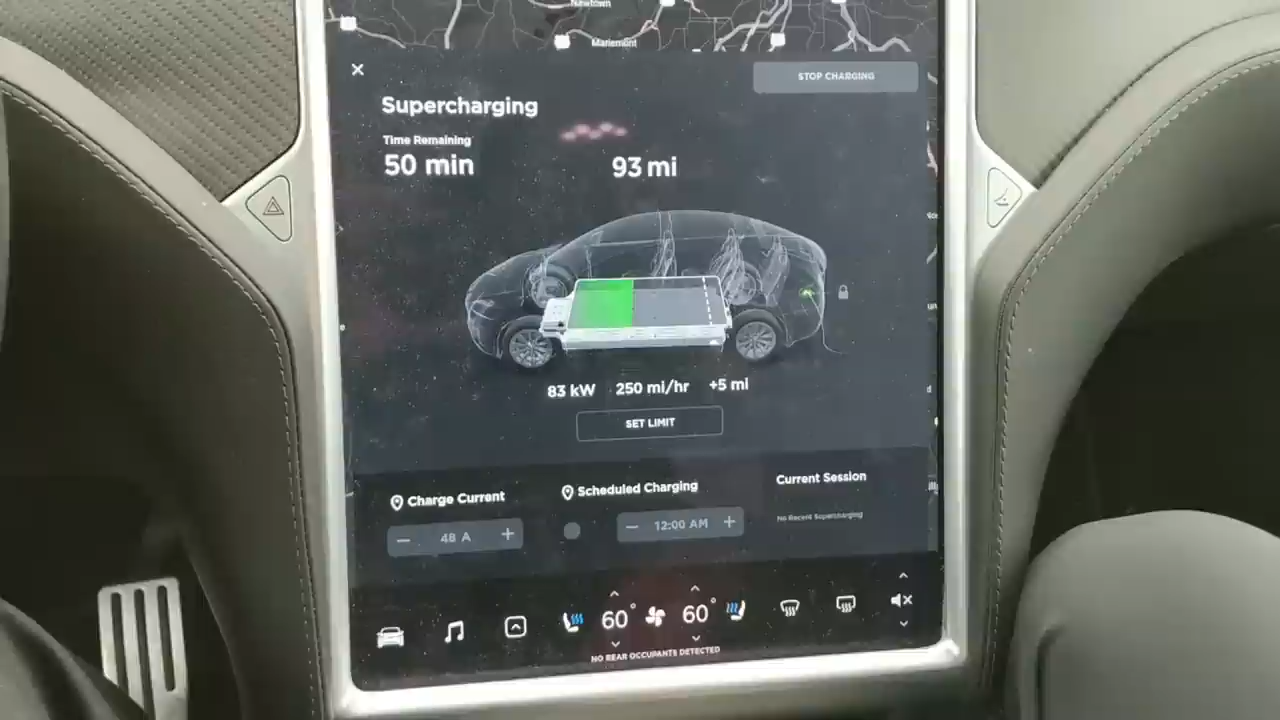 Newtown
Mariemont
STOP CHARGING
Supercharging
Time Remaining
50 min
93 mi
83 kW 250 mi/hr +5 mi
SET LIMIT
Charge Current
Scheduled Charging
Current Session
48 A
12:00 AM
No Recent Supercharging
60° 60°
NO REAR OCCUPANTS DETECTED